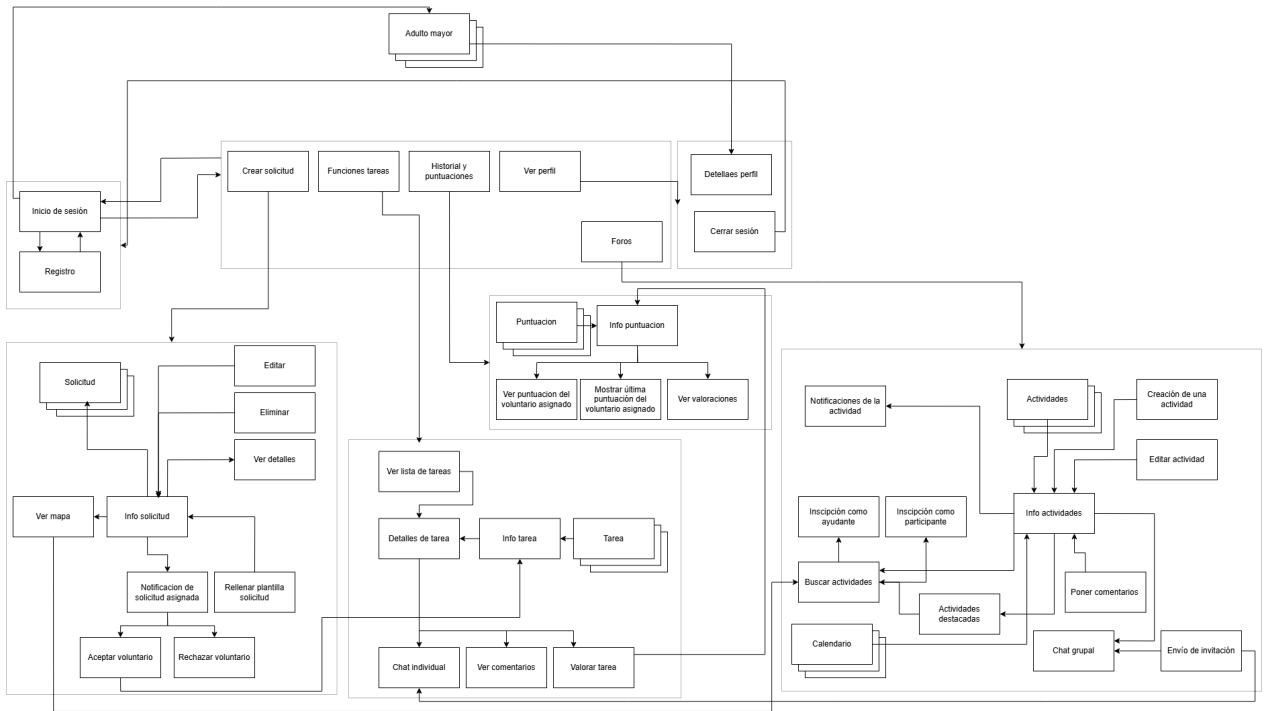 Adulto mayor
Crear solicitud
Funciones tareas
Historial y
puntuaciones
Ver perfil
Detellaes perfil
Inicio de sesión
Registro
Foros
Cerrar sesión
Puntuacion
Info puntuacion
Ver puntuacion del
voluntario asignado
Mostrar última
puntuación del
voluntario asignado
Ver valoraciones
Solicitud
Editar
Eliminar
Ver detalles
Ver mapa
Info solicitud
Notificacion de
solicitud asignada
Rellenar plantilla
solicitud
Aceptar voluntario
Rechazar voluntario
Ver lista de tareas
Detalles de tarea
Info tarea
Tarea
Chat individual
Ver comentarios
Valorar tarea
Notificaciones de la
actividad
Actividades
Creación de una
actividad
Editar actividad
Inscipción como
ayudante
Inscipción como
participante
Info actividades
Buscar actividades
Actividades
destacadas
Poner comentarios
Calendario
Chat grupal
Envío de invitación